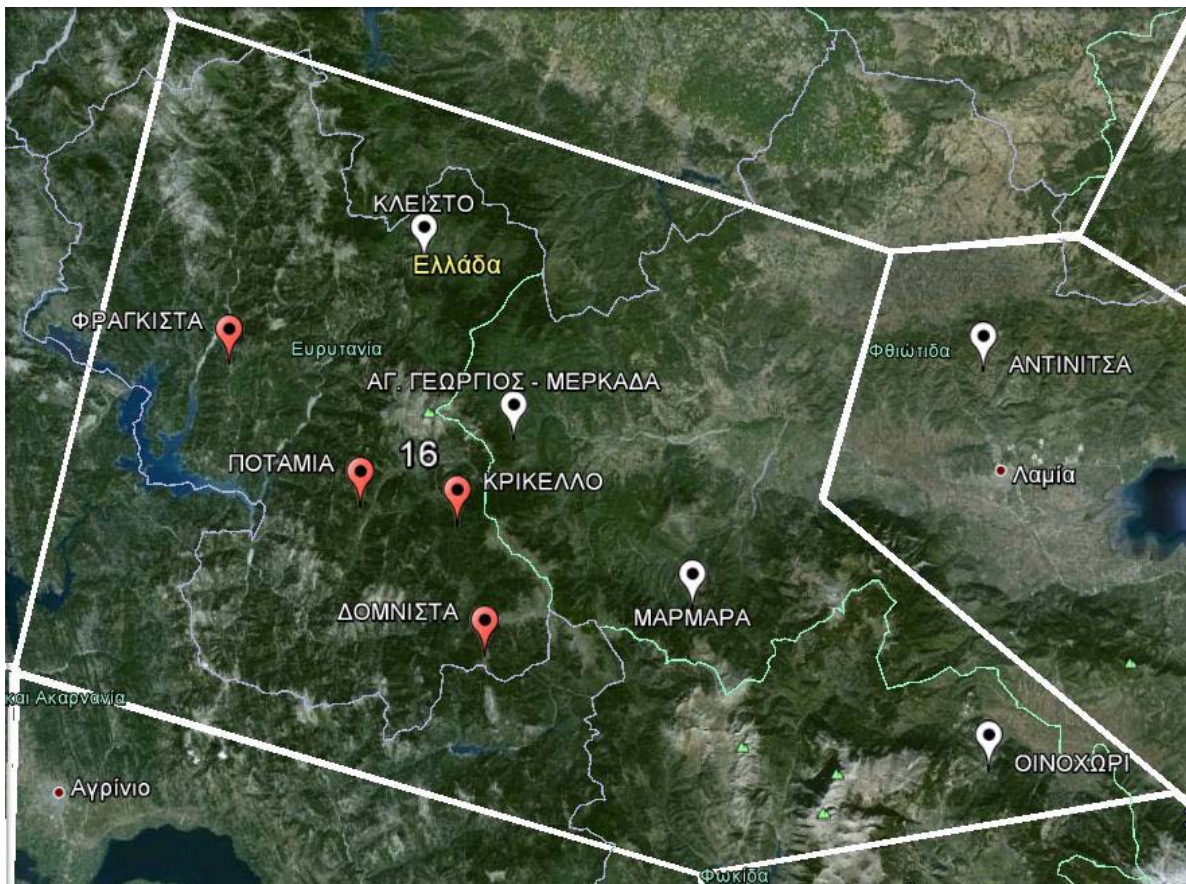 ΚΛΕΙΣΤΟ
Ελλάδα
ΦΡΑΓΚΙΣΤΑ
Ευρυτανία
Φθιώτιδα
ΑΝΤΙΝΙΤΣΑ
ΑΓ. ΓΕΩΡΓΙΟΣ - ΜΕΡΚΑΔΑ
16
ΠΟΤΑΜΙΑ
ΚΡΙΚΕΛΛΟ
Λαμία
ΔΟΜΝΙΣΤΑ
ΜΑΡΜΑΡΑ
και Ακαρνανία
ΟΙΝΟΧΩΡΙ
Αγρίνιο
Φωκίδα